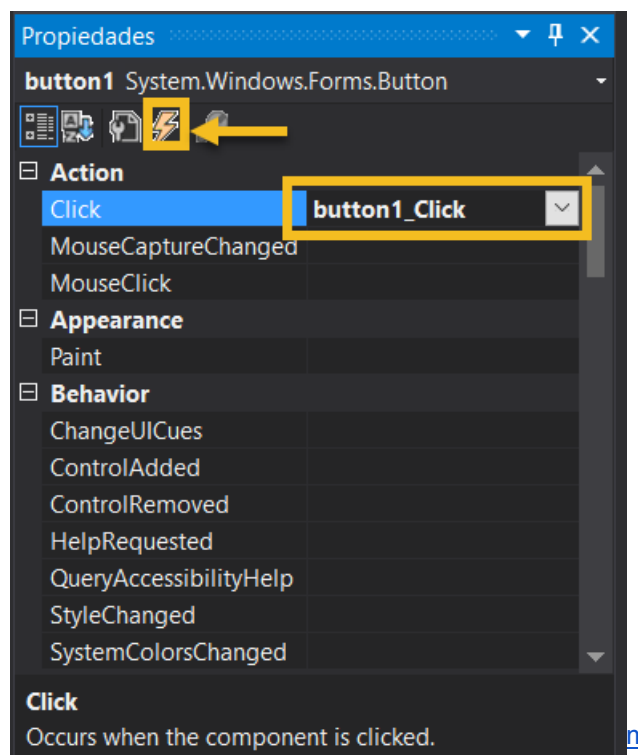 Propiedades
button1 System.Windows.Forms.Button
Action
Click button1_Click
MouseCaptureChanged
MouseClick
Appearance
Paint
Behavior
ChangeUICues
ControlAdded
ControlRemoved
HelpRequested
QueryAccessibilityHelp
StyleChanged
SystemColorsChanged
Click
Occurs when the component is clicked.